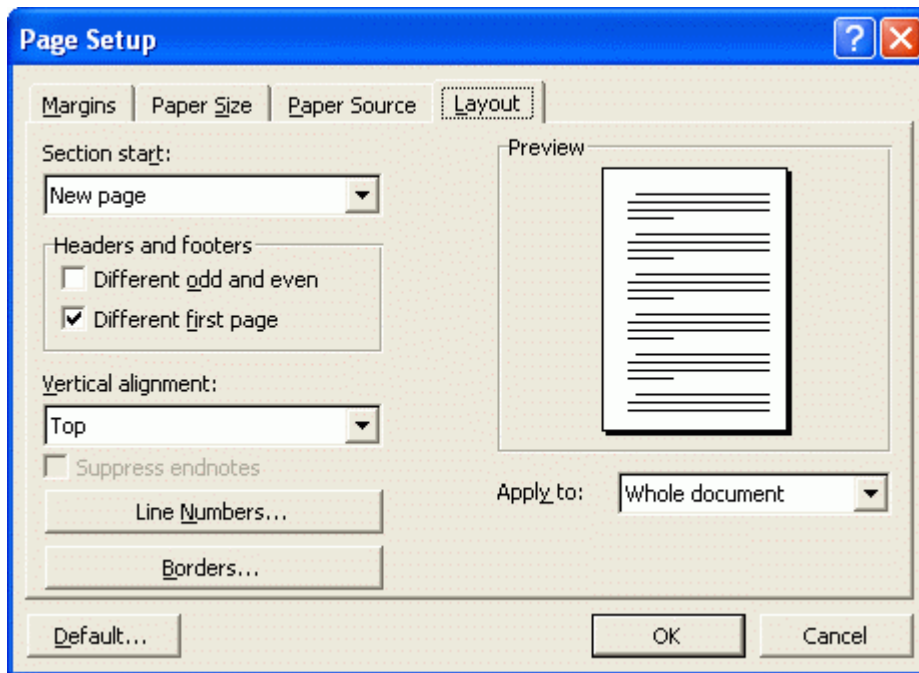 Page Setup
Margins
Paper Size
Paper Source
Layout
Section start:
New page
Headers and footers
Different odd and even
Different first page
Vertical alignment:
Top
Suppress endnotes
Line Numbers...
Borders...
Preview
Apply to:
Whole document
Default...
OK
Cancel